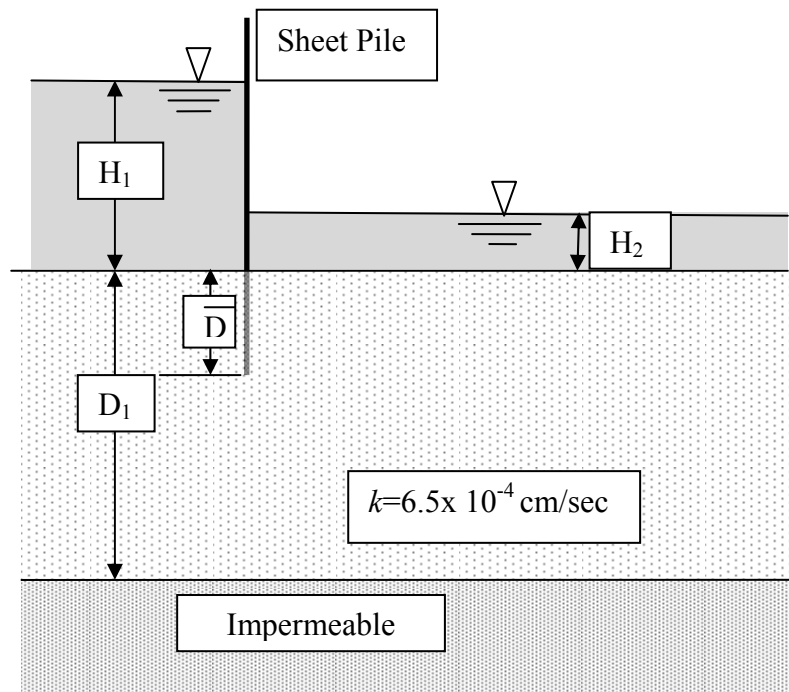 Sheet Pile
H₁
H₂
D̅
D₁
k=6.5x 10⁻⁴ cm/sec
Impermeable